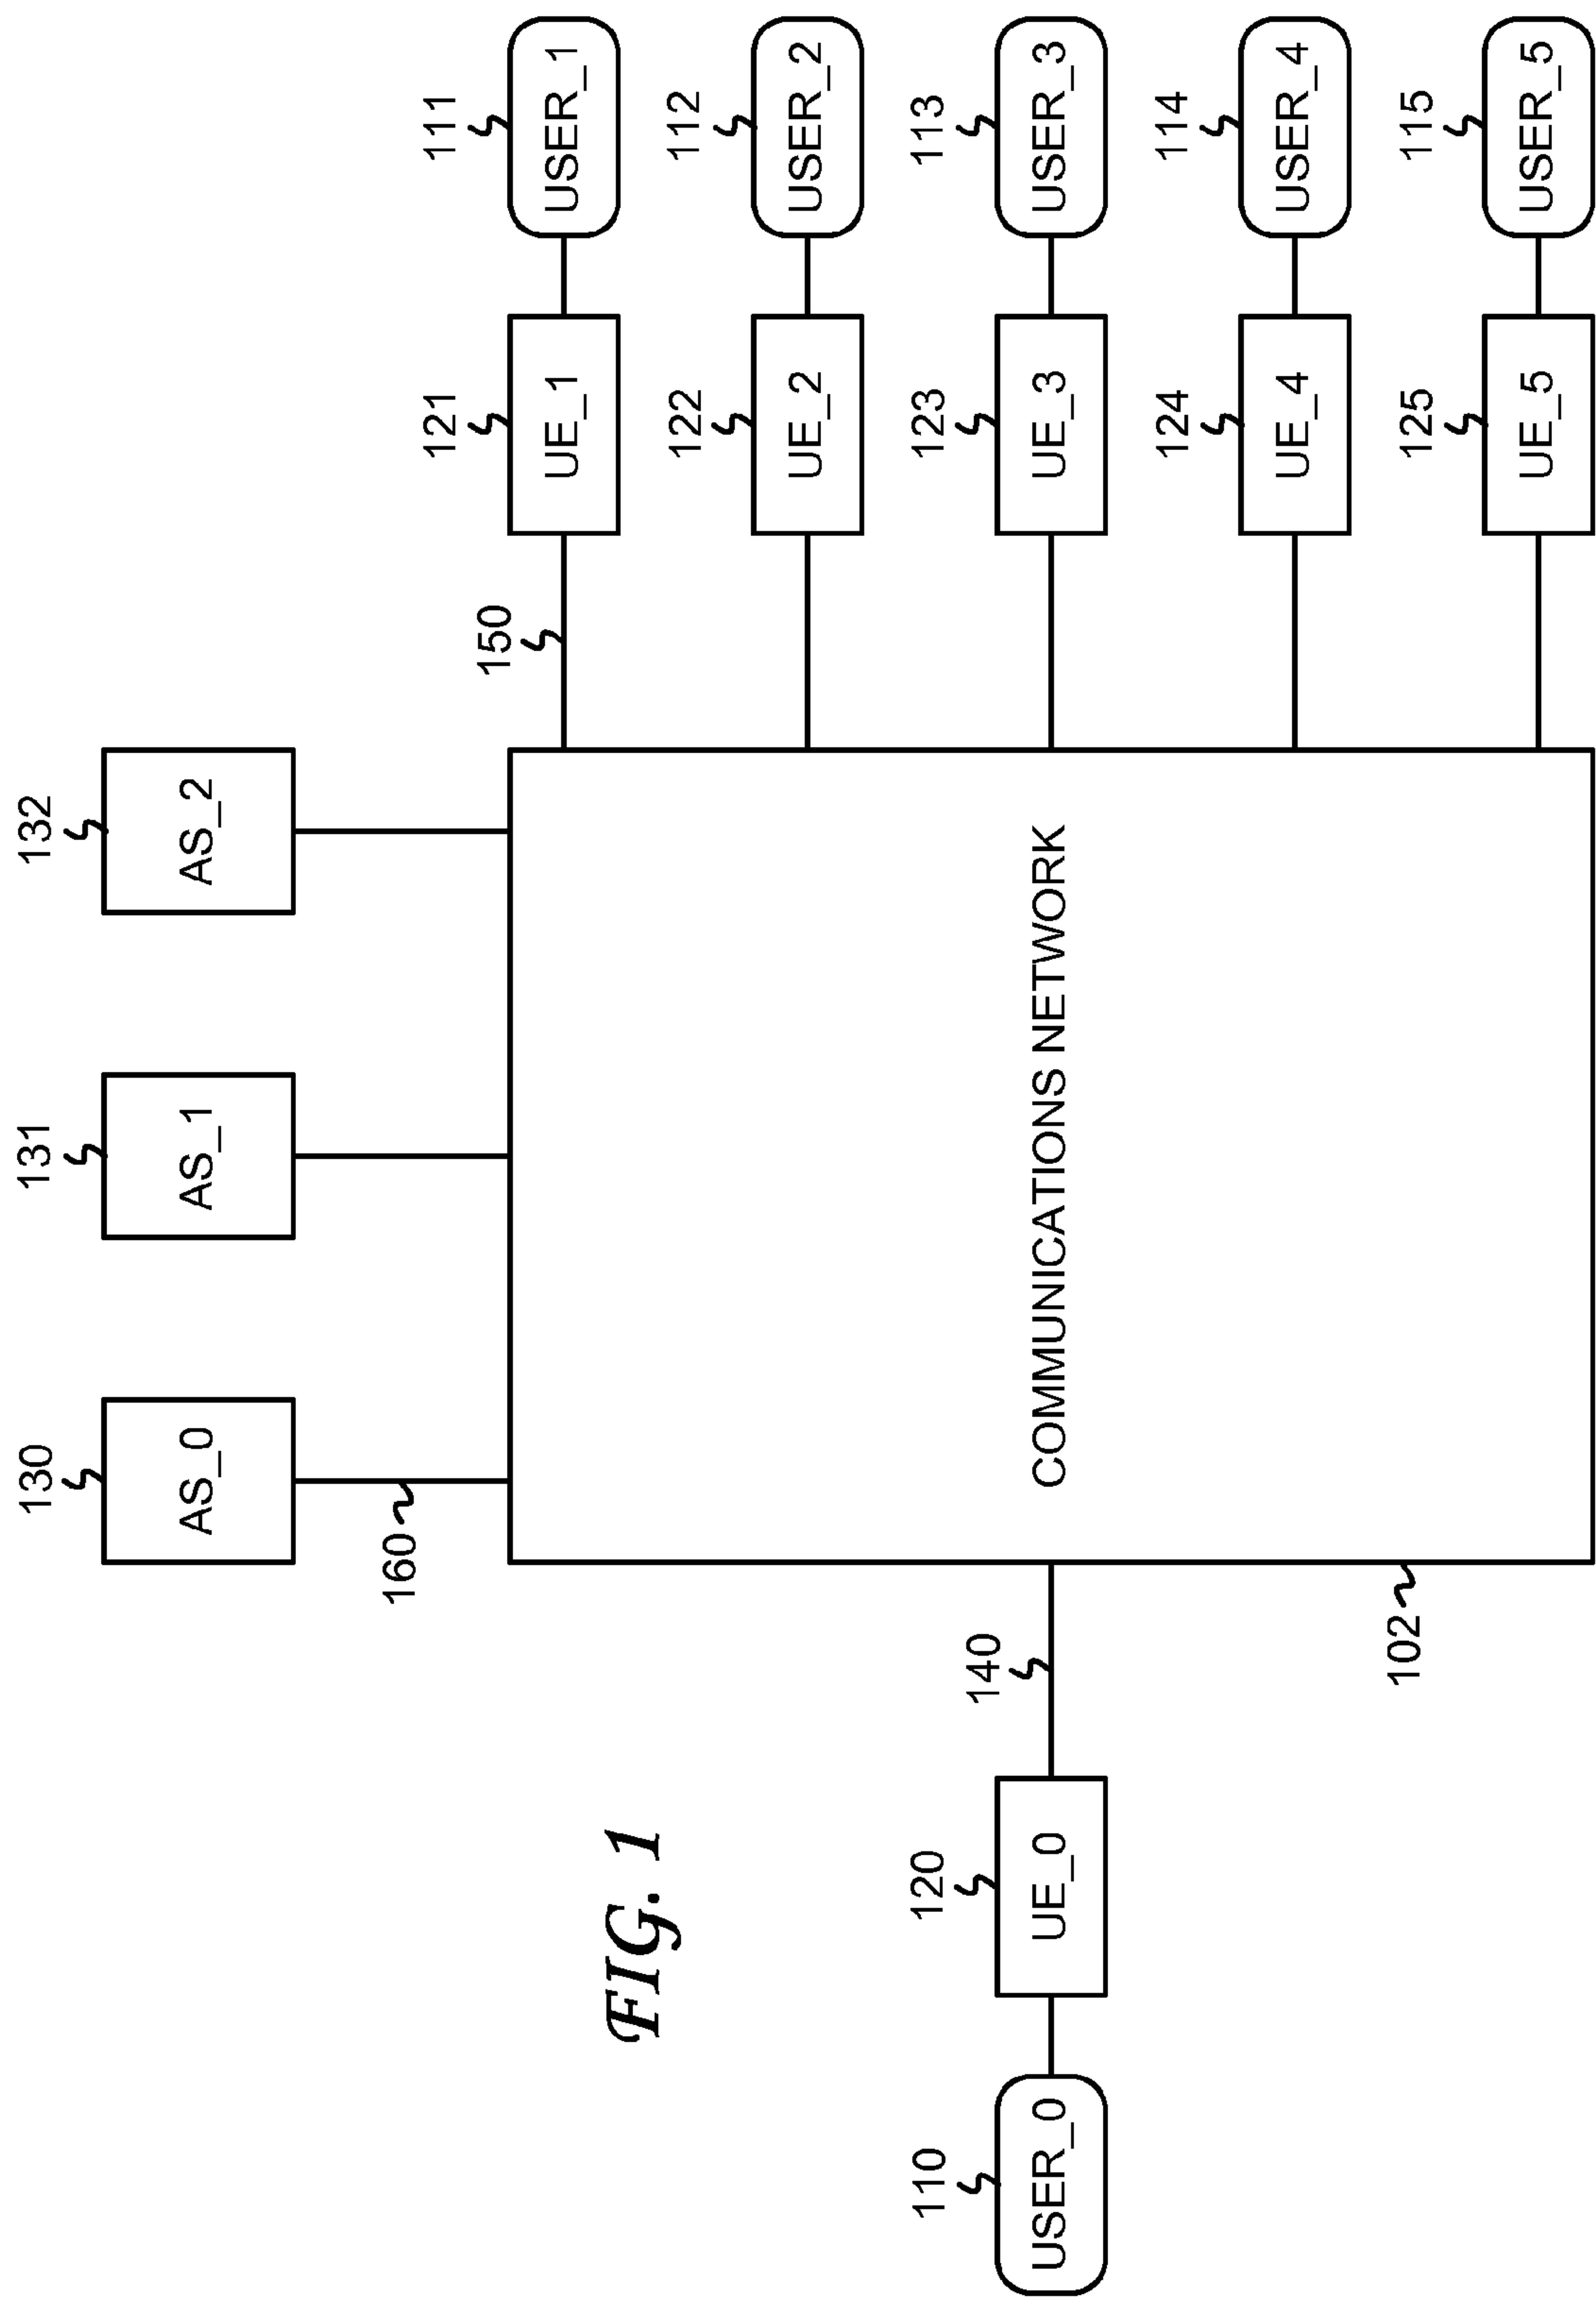 130
131
132
AS_0
AS_1
AS_2
160
150
111
121
UE_1
USER_1
112
122
UE_2
USER_2
FIG. 1
110
120
140
113
123
USER_0
UE_0
COMMUNICATIONS NETWORK
UE_3
USER_3
114
124
UE_4
USER_4
102
115
125
UE_5
USER_5